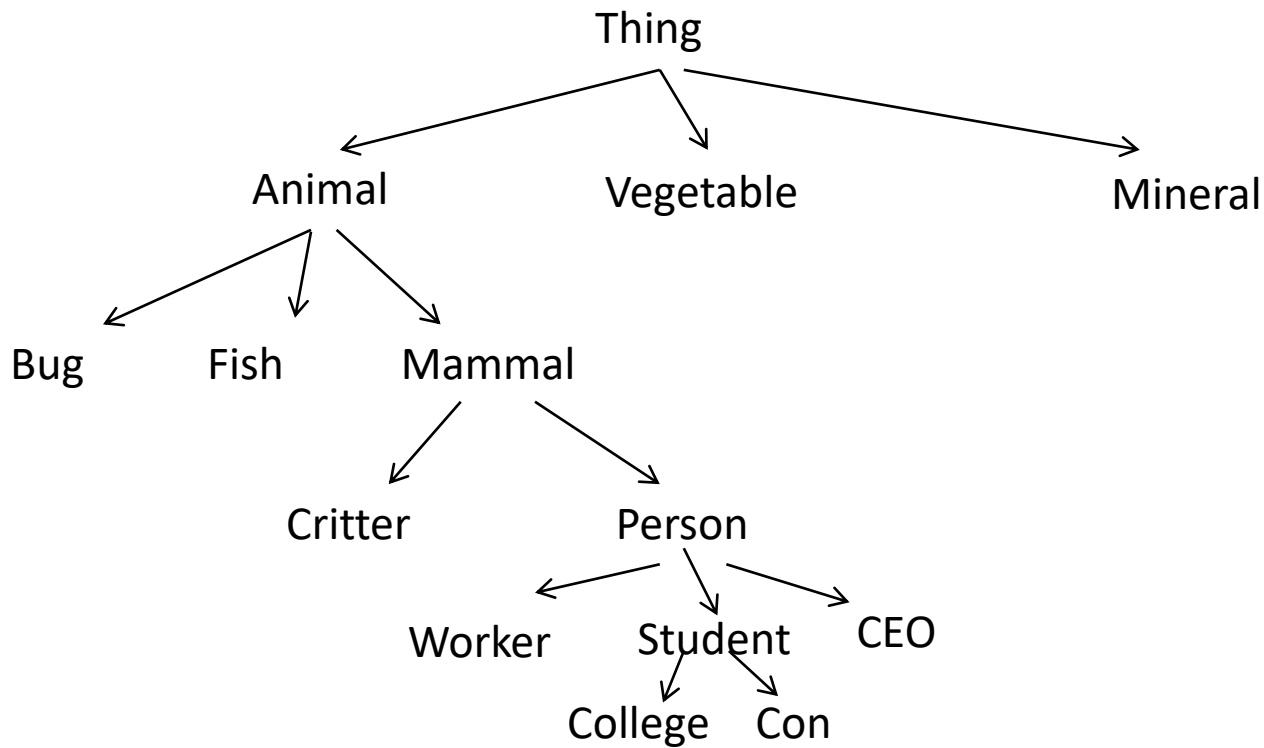 Thing
Animal Vegetable Mineral
Bug Fish Mammal
Critter Person
Worker Student CEO
College Con